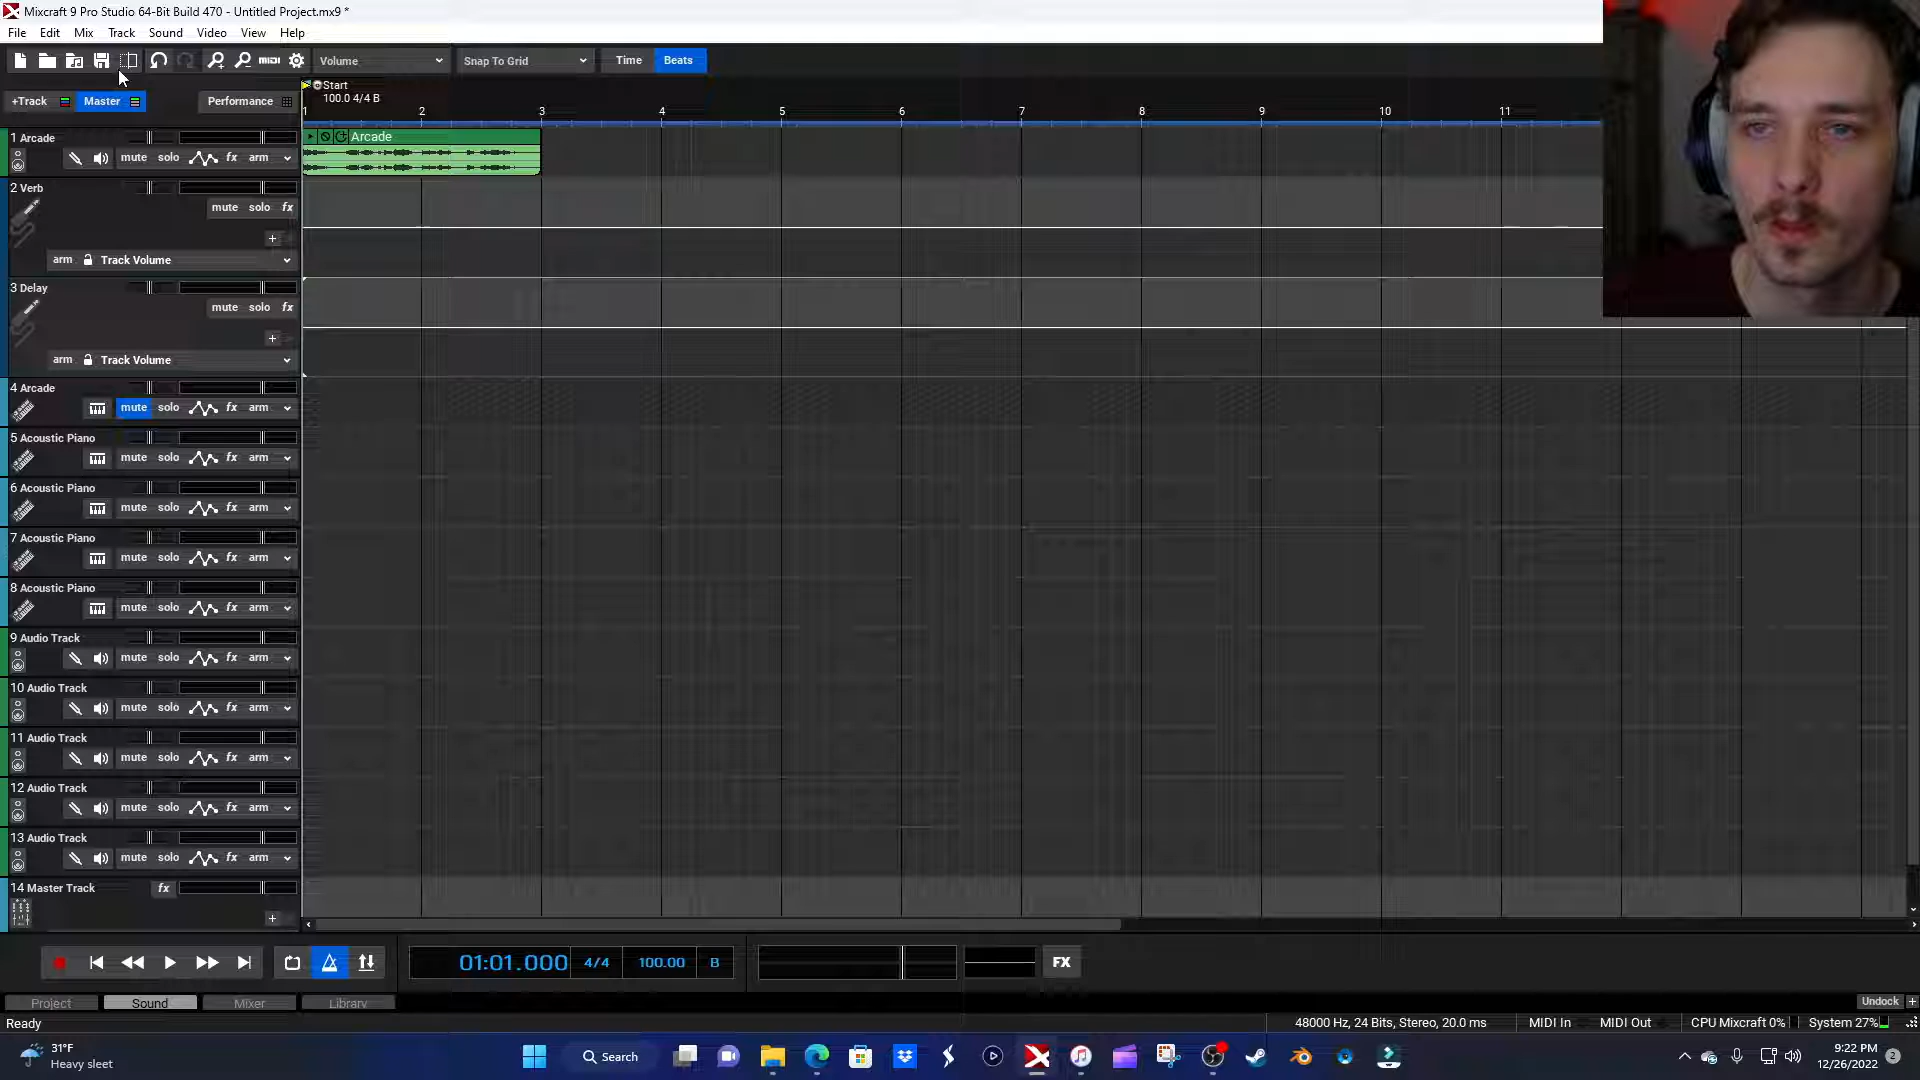 Mixcraft 9 Pro Studio 64-Bit Build 470 - Untitled Project.mx9 *
File Edit Mix Track Sound Video View Help
MIDI Volume Snap To Grid Time Beats
Start
100.0 4/4 B
+Track Master Performance
1 2 3 4 5 6 7 8 9 10 11
1 Arcade
Arcade
mute solo fx arm
2 Verb
mute solo fx
+
arm Track Volume
3 Delay
mute solo fx
+
arm Track Volume
4 Arcade
mute solo fx arm
5 Acoustic Piano
mute solo fx arm
6 Acoustic Piano
mute solo fx arm
7 Acoustic Piano
mute solo fx arm
8 Acoustic Piano
mute solo fx arm
9 Audio Track
mute solo fx arm
10 Audio Track
mute solo fx arm
11 Audio Track
mute solo fx arm
12 Audio Track
mute solo fx arm
13 Audio Track
mute solo fx arm
14 Master Track fx
+
01:01.000 4/4 100.00 B FX
Project Sound Mixer Library Undock +
Ready 48000 Hz, 24 Bits, Stereo, 20.0 ms MIDI In MIDI Out CPU Mixcraft 0% System 27%
31°F
Heavy sleet
Search
9:22 PM
12/26/2022
2